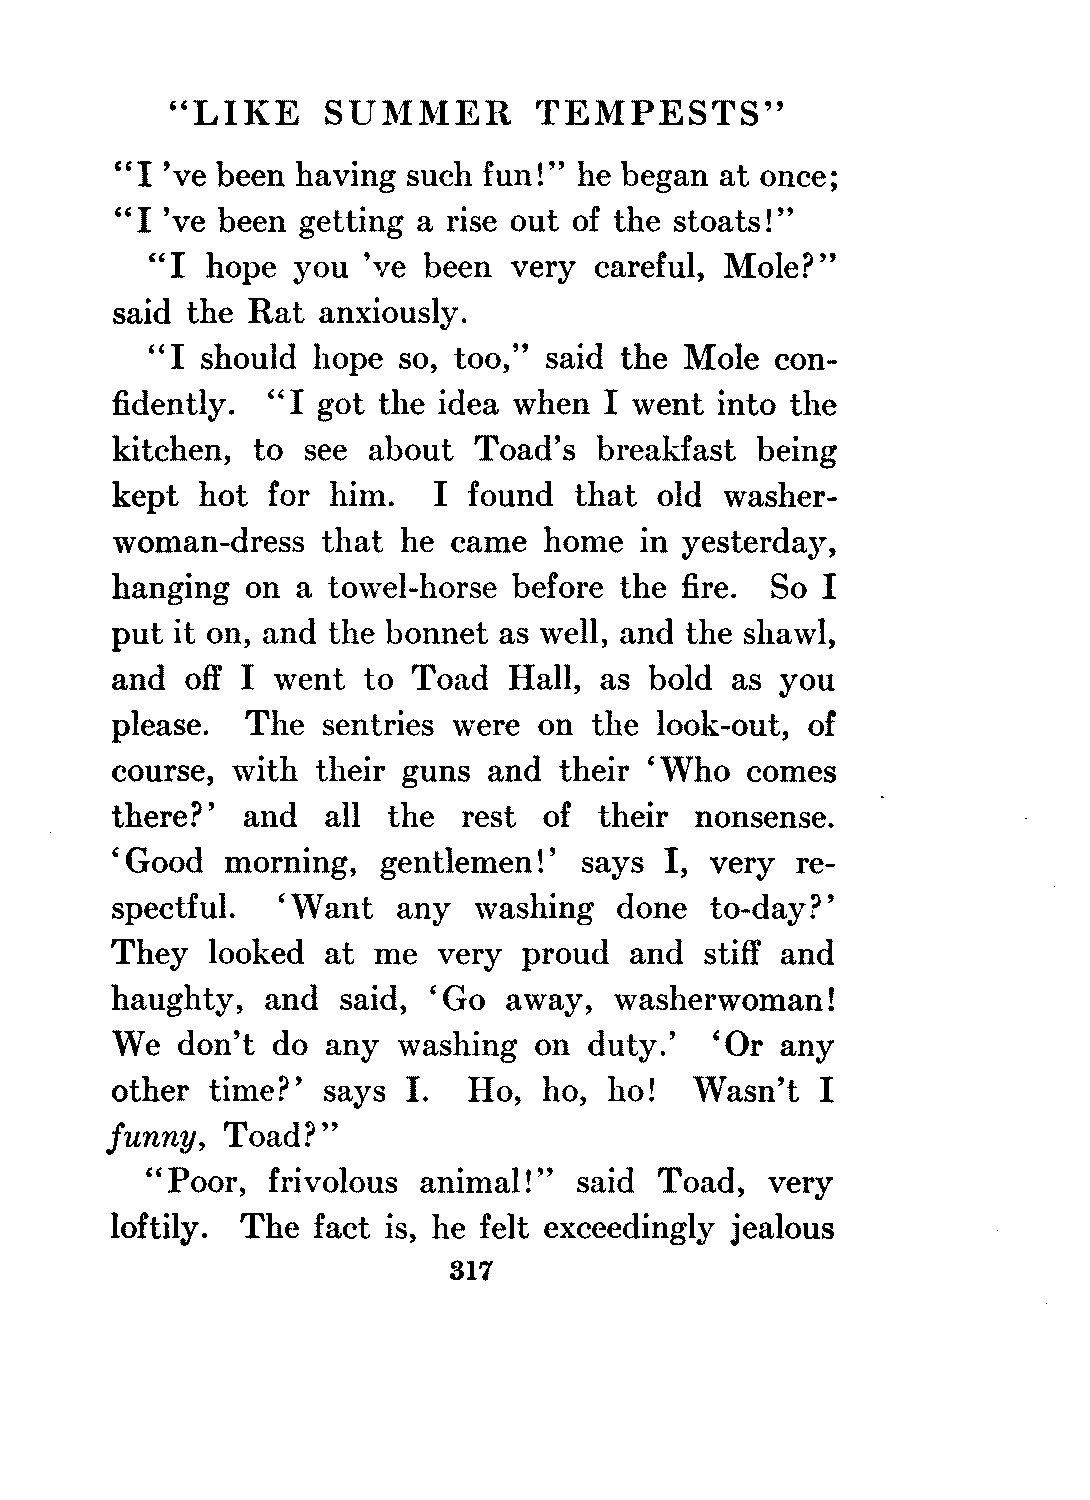 “LIKE SUMMER TEMPESTS”
“I ’ve been having such fun!” he began at once;
“I ’ve been getting a rise out of the stoats!”
“I hope you ’ve been very careful, Mole?”
said the Rat anxiously.
“I should hope so, too,” said the Mole con-
fidently. “I got the idea when I went into the
kitchen, to see about Toad’s breakfast being
kept hot for him. I found that old washer-
woman-dress that he came home in yesterday,
hanging on a towel-horse before the fire. So I
put it on, and the bonnet as well, and the shawl,
and off I went to Toad Hall, as bold as you
please. The sentries were on the look-out, of
course, with their guns and their ‘Who comes
there?’ and all the rest of their nonsense.
‘Good morning, gentlemen!’ says I, very re-
spectful. ‘Want any washing done to-day?’
They looked at me very proud and stiff and
haughty, and said, ‘Go away, washerwoman!
We don’t do any washing on duty.’ ‘Or any
other time?’ says I. Ho, ho, ho! Wasn’t I
funny, Toad?”
“Poor, frivolous animal!” said Toad, very
loftily. The fact is, he felt exceedingly jealous
317